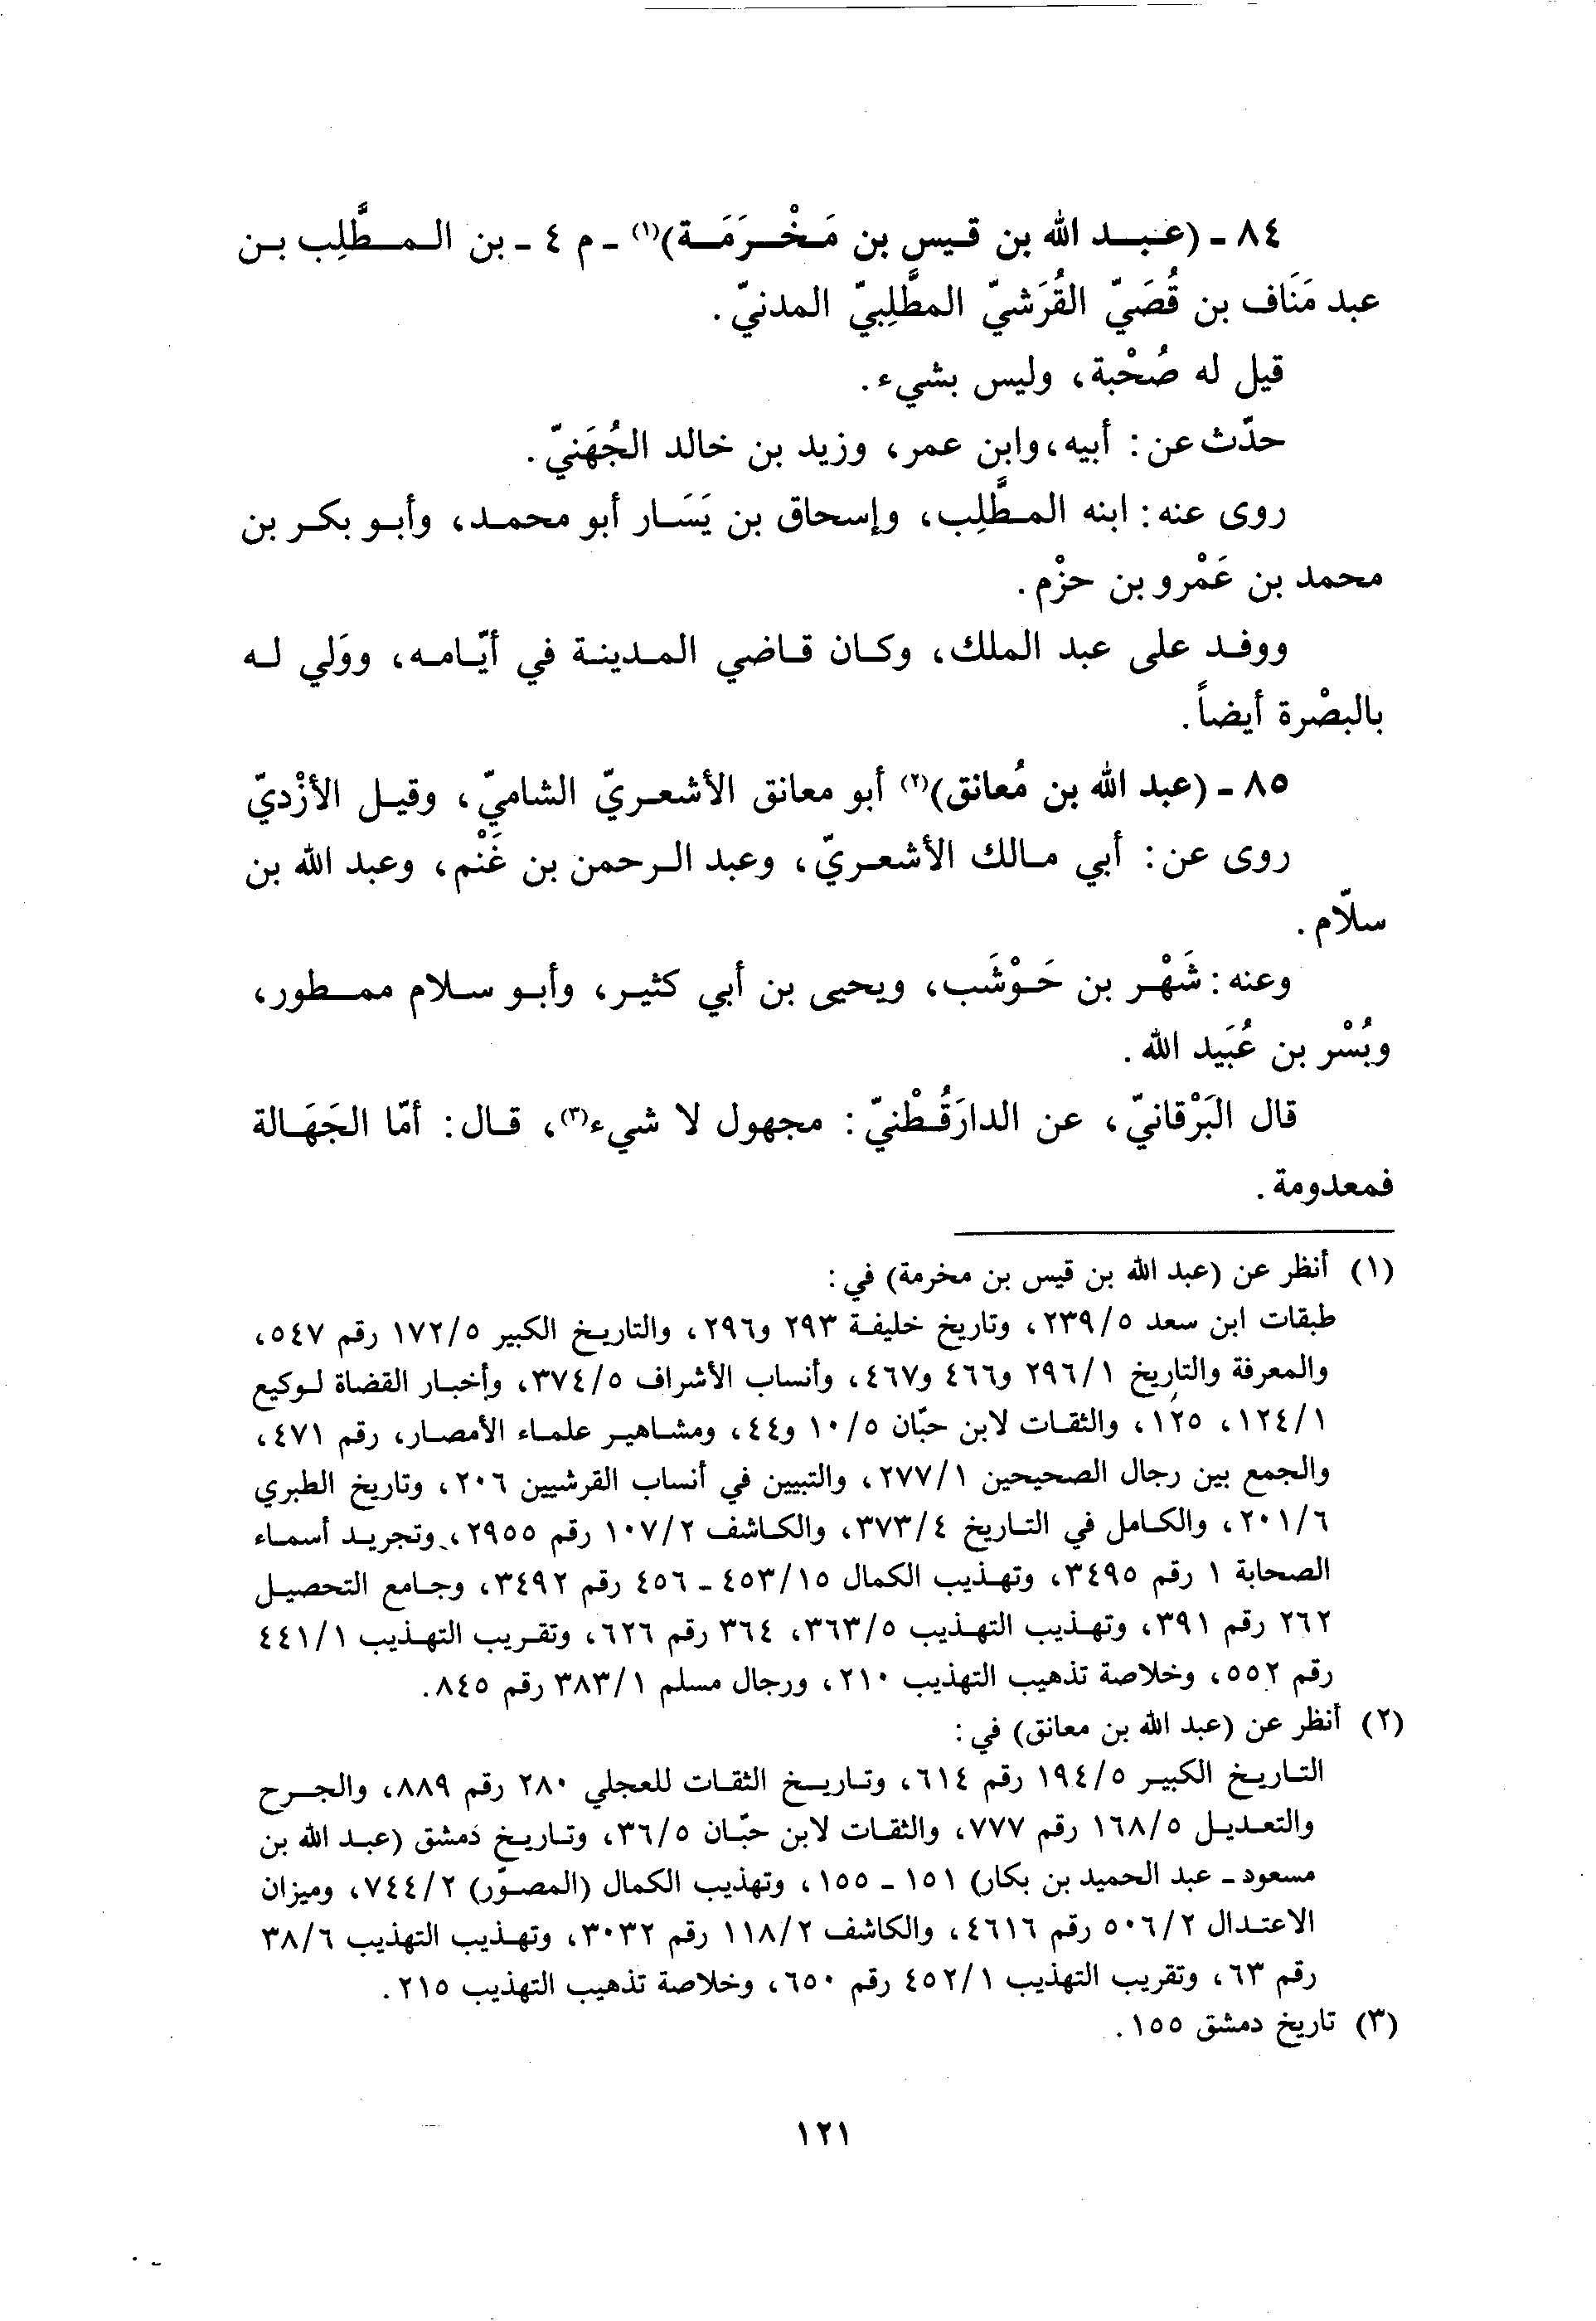 ٨٤ - (عبد الله بن قيس بن مَخْرَمَة)(١) - م ٤ - بن المطَّلِب بن
عبد مَنَاف بن قُصَيّ القُرَشيّ المطَّلِبيّ المدنيّ.
قيل له صُحْبة، وليس بشيء.
حدّث عن: أبيه، وابن عمر، وزيد بن خالد الجُهَنيّ.
روى عنه: ابنه المطَّلِب، وإسحاق بن يَسَار أبو محمد، وأبو بكر بن
محمد بن عَمْرو بن حزْم.
ووفد على عبد الملك، وكان قاضي المدينة في أيّامه، ووَلي له
بالبصْرة أيضاً.
٨٥ - (عبد الله بن مُعانق)(٢) أبو معانق الأشعريّ الشاميّ، وقيل الأزْديّ
روى عن: أبي مالك الأشعريّ، وعبد الرحمن بن غَنْم، وعبد الله بن
سلّام.
وعنه: شَهْر بن حَوْشَب، ويحيى بن أبي كثير، وأبو سلام ممطور،
وبُسْر بن عُبَيد الله.
قال البَرْقانيّ، عن الدارَقُطْنيّ: مجهول لا شيء(٣)، قال: أمّا الجَهَالة
فمعدومة.
(١) أنظر عن (عبد الله بن قيس بن مخرمة) في:
طبقات ابن سعد ٢٣٩/٥، وتاريخ خليفة ٢٩٣ و٢٩٦، والتاريخ الكبير ١٧٢/٥ رقم ٥٤٧،
والمعرفة والتاريخ ٢٩٦/١ و٤٦٦ و٤٦٧، وأنساب الأشراف ٣٧٤/٥، وأخبار القضاة لوكيع
١٢٤/١، ١٢٥، والثقات لابن حبّان ١٠/٥ و٤٤، ومشاهير علماء الأمصار، رقم ٤٧١،
والجمع بين رجال الصحيحين ٢٧٧/١، والتبيين في أنساب القرشيين ٢٠٦، وتاريخ الطبري
٢٠١/٦، والكامل في التاريخ ٣٧٣/٤، والكاشف ١٠٧/٢ رقم ٢٩٥٥، وتجريد أسماء
الصحابة ١ رقم ٣٤٩٥، وتهذيب الكمال ٤٥٣/١٥ - ٤٥٦ رقم ٣٤٩٢، وجامع التحصيل
٢٦٢ رقم ٣٩١، وتهذيب التهذيب ٣٦٣/٥، ٣٦٤ رقم ٦٢٦، وتقريب التهذيب ٤٤١/١
رقم ٥٥٢، وخلاصة تذهيب التهذيب ٢١٠، ورجال مسلم ٣٨٣/١ رقم ٨٤٥.
(٢) أنظر عن (عبد الله بن معانق) في:
التاريخ الكبير ١٩٤/٥ رقم ٦١٤، وتاريخ الثقات للعجلي ٢٨٠ رقم ٨٨٩، والجرح
والتعديل ١٦٨/٥ رقم ٧٧٧، والثقات لابن حبّان ٣٦/٥، وتاريخ دمشق (عبد الله بن
مسعود - عبد الحميد بن بكار) ١٥١ - ١٥٥، وتهذيب الكمال (المصوّر) ٧٤٤/٢، وميزان
الاعتدال ٥٠٦/٢ رقم ٤٦١٦، والكاشف ١١٨/٢ رقم ٣٠٣٢، وتهذيب التهذيب ٣٨/٦
رقم ٦٣، وتقريب التهذيب ٤٥٢/١ رقم ٦٥٠، وخلاصة تذهيب التهذيب ٢١٥.
(٣) تاريخ دمشق ١٥٥.
١٢١